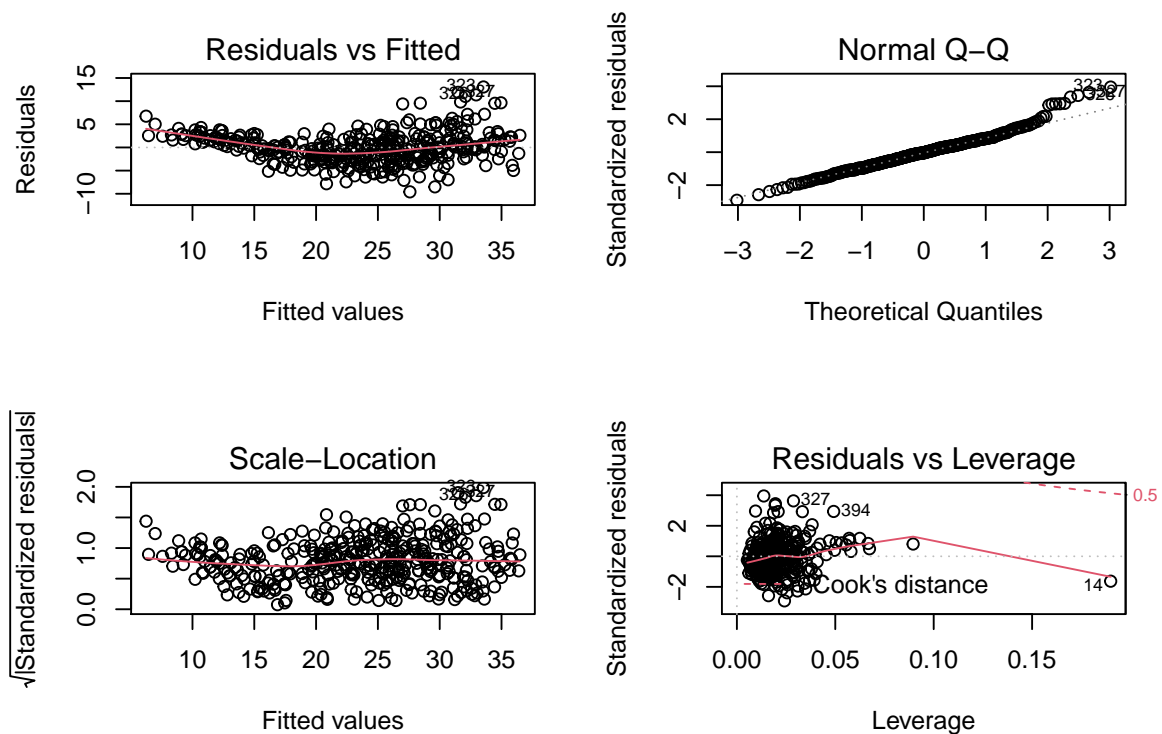 Residuals vs Fitted
Residuals
−10 5 15
323
327
10 15 20 25 30 35
Fitted values
Normal Q−Q
Standardized residuals
−2 2
323
327
−3 −2 −1 0 1 2 3
Theoretical Quantiles
Scale−Location
√|Standardized residuals|
0.0 1.0 2.0
323
327
10 15 20 25 30 35
Fitted values
Residuals vs Leverage
Standardized residuals
−2 2
327
394
14
Cook's distance
0.5
0.00 0.05 0.10 0.15
Leverage